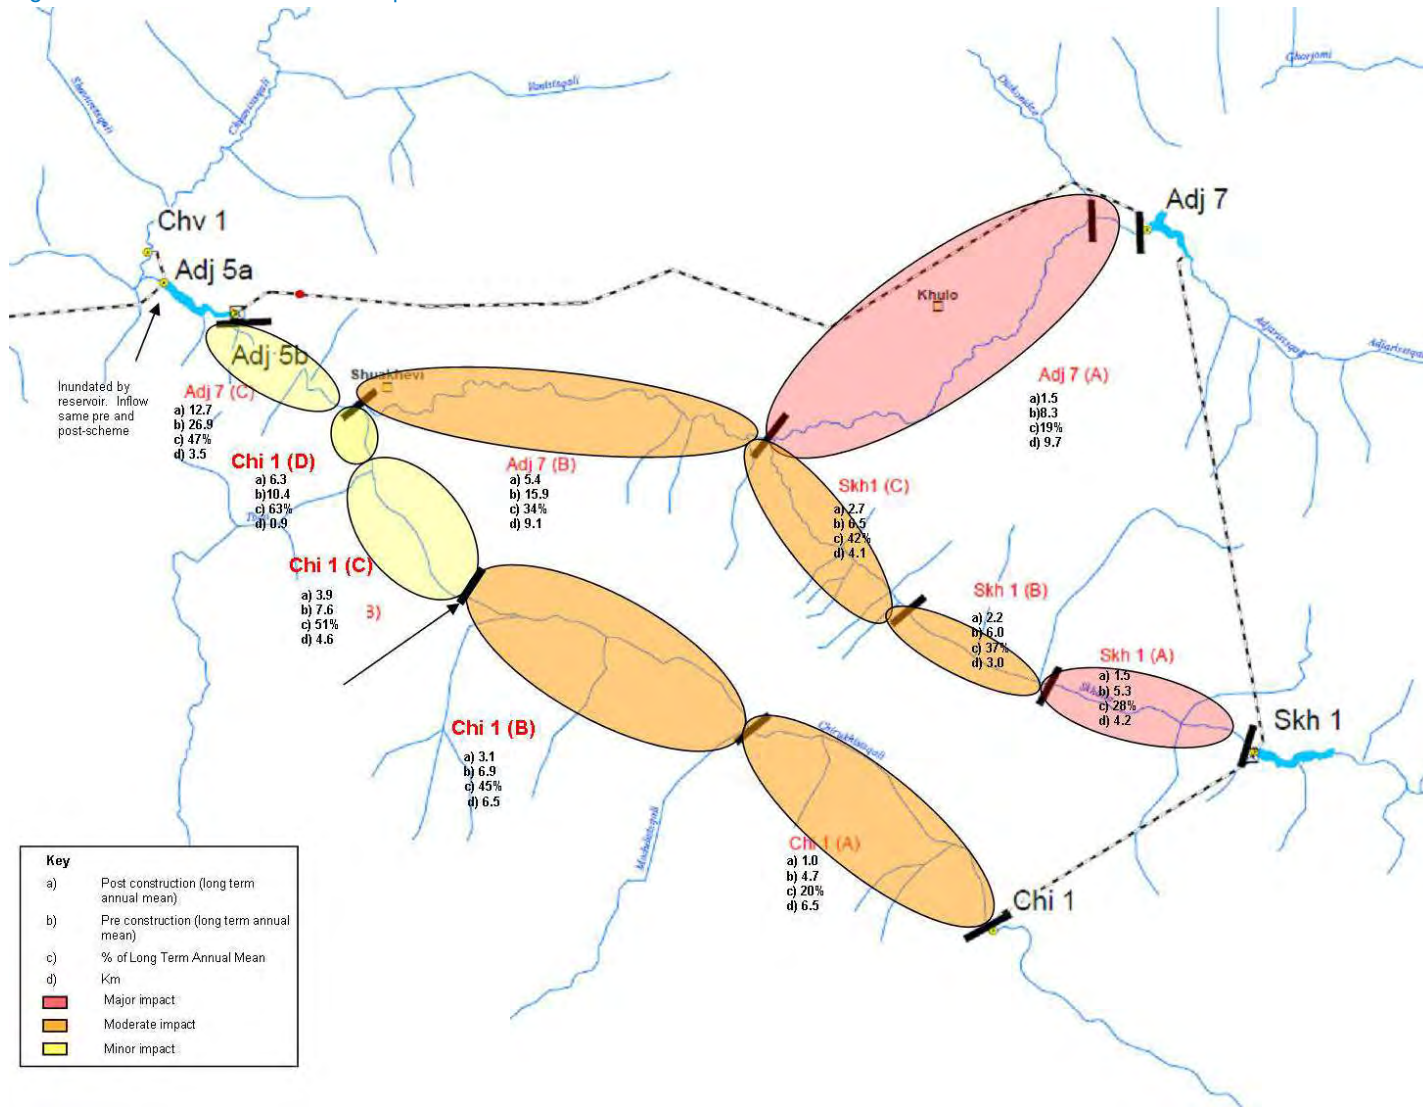 Ghorjomi
Vanistsqali
Chvanistsqali
Adj 7
Chv 1
Adj 5a
Khulo
Adjaristsqali
Adjaristsqali
Adj 5b
Shuakhevi
Inundated by
reservoir. Inflow
same pre and
post-scheme
Adj 7 (C)
a) 12.7
b) 26.9
c) 47%
d) 3.5
Adj 7 (A)
a)1.5
b)8.3
c)19%
d) 9.7
Chi 1 (D)
a) 6.3
b)10.4
c) 63%
d) 0.9
Adj 7 (B)
a) 5.4
b) 15.9
c) 34%
d) 9.1
Skh1 (C)
a) 2.7
b) 6.5
c) 42%
d) 4.1
Chi 1 (C)
a) 3.9
b) 7.6
c) 51%
d) 4.6
3)
Skh 1 (B)
a) 2.2
b) 6.0
c) 37%
d) 3.0
Skh 1 (A)
a) 1.5
b) 5.3
c) 28%
d) 4.2
Skh 1
Chi 1 (B)
a) 3.1
b) 6.9
c) 45%
d) 6.5
Chirukhistsqali
Chi 1 (A)
a) 1.0
b) 4.7
c) 20%
d) 6.5
Chi 1
Key
a) Post construction (long term
annual mean)
b) Pre construction (long term annual
mean)
c) % of Long Term Annual Mean
d) Km
Major impact
Moderate impact
Minor impact